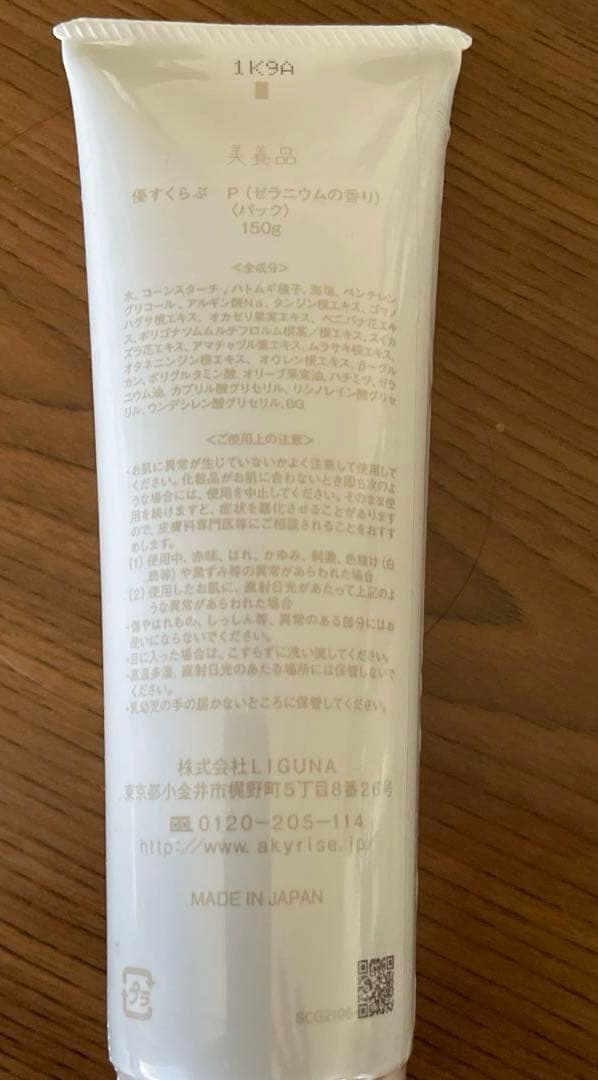 1K9A
美養品
優すくらぶ P(ゼラニウムの香り)
(パック)
150g
<全成分>
水、コーンスターチ、ハトムギ種子、海塩、ペンチレン
グリコール、アルギン酸Na、タンジン根エキス、ゴマノ
ハグサ根エキス、オカゼリ果実エキス、ベニバナ花エキ
ス、ポリゴナツムムルチフロルム根茎/根エキス、スイカ
ズラ花エキス、アマチャヅル葉エキス、ムラサキ根エキス、
オタネニンジン根エキス、オウレン根エキス、β-グル
カン、ポリグルタミン酸、オリーブ果実油、ハチミツ、ゼラ
ニウム油、カプリル酸グリセリル、リシノレイン酸グリセ
リル、ウンデシレン酸グリセリル、BG
<ご使用上の注意>
・お肌に異常が生じていないかよく注意して使用して
ください。化粧品がお肌に合わないとき即ち次のよ
うな場合には、使用を中止してください。そのまま使
用を続けますと、症状を悪化させることがあります
ので、皮膚科専門医等にご相談されることをおすす
めします。
(1)使用中、赤味、はれ、かゆみ、刺激、色抜け(白
斑等)や黒ずみ等の異常があらわれた場合
(2)使用したお肌に、直射日光があたって上記のよ
うな異常があらわれた場合
・傷やはれもの、しっしん等、異常のある部分にはお
使いにならないでください。
・目に入った場合は、こすらずに洗い流してください。
・高温多湿、直射日光のあたる場所には保管しないで
ください。
・乳幼児の手の届かないところに保管してください。
株式会社LIGUNA
東京都小金井市梶野町5丁目8番26号
0120-205-114
http://www.akyrise.jp/
MADE IN JAPAN
プラ
SCG2106-